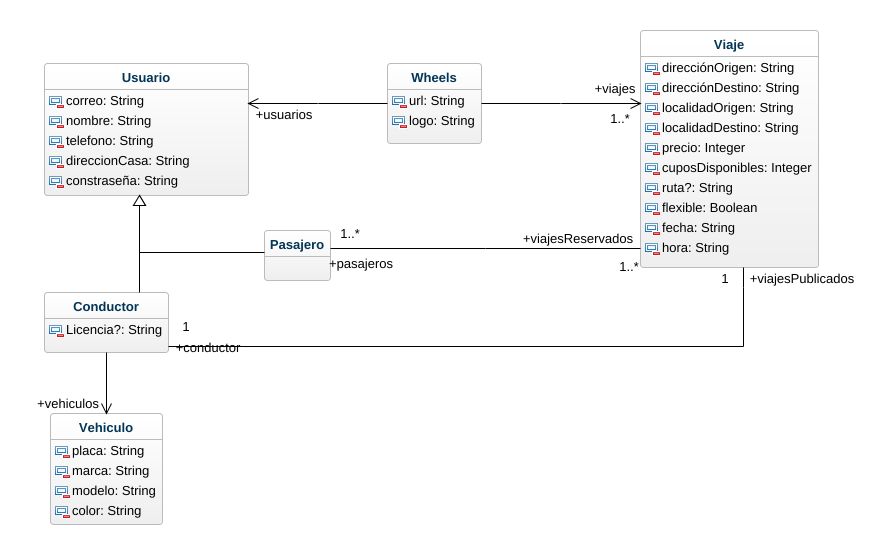 Usuario
correo: String
nombre: String
telefono: String
direccionCasa: String
constraseña: String
Wheels
url: String
logo: String
+usuarios
+viajes
1..*
Viaje
direcciónOrigen: String
direcciónDestino: String
localidadOrigen: String
localidadDestino: String
precio: Integer
cuposDisponibles: Integer
ruta?: String
flexible: Boolean
fecha: String
hora: String
Pasajero
1..*
+pasajeros
+viajesReservados
1..*
1
+viajesPublicados
Conductor
Licencia?: String
1
+conductor
+vehiculos
Vehiculo
placa: String
marca: String
modelo: String
color: String